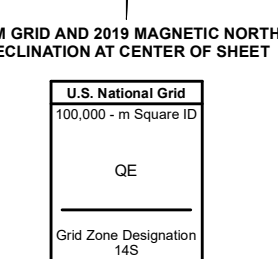 M GRID AND 2019 MAGNETIC NORTH
ECLINATION AT CENTER OF SHEET
U.S. National Grid
100,000 - m Square ID
QE
Grid Zone Designation
14S